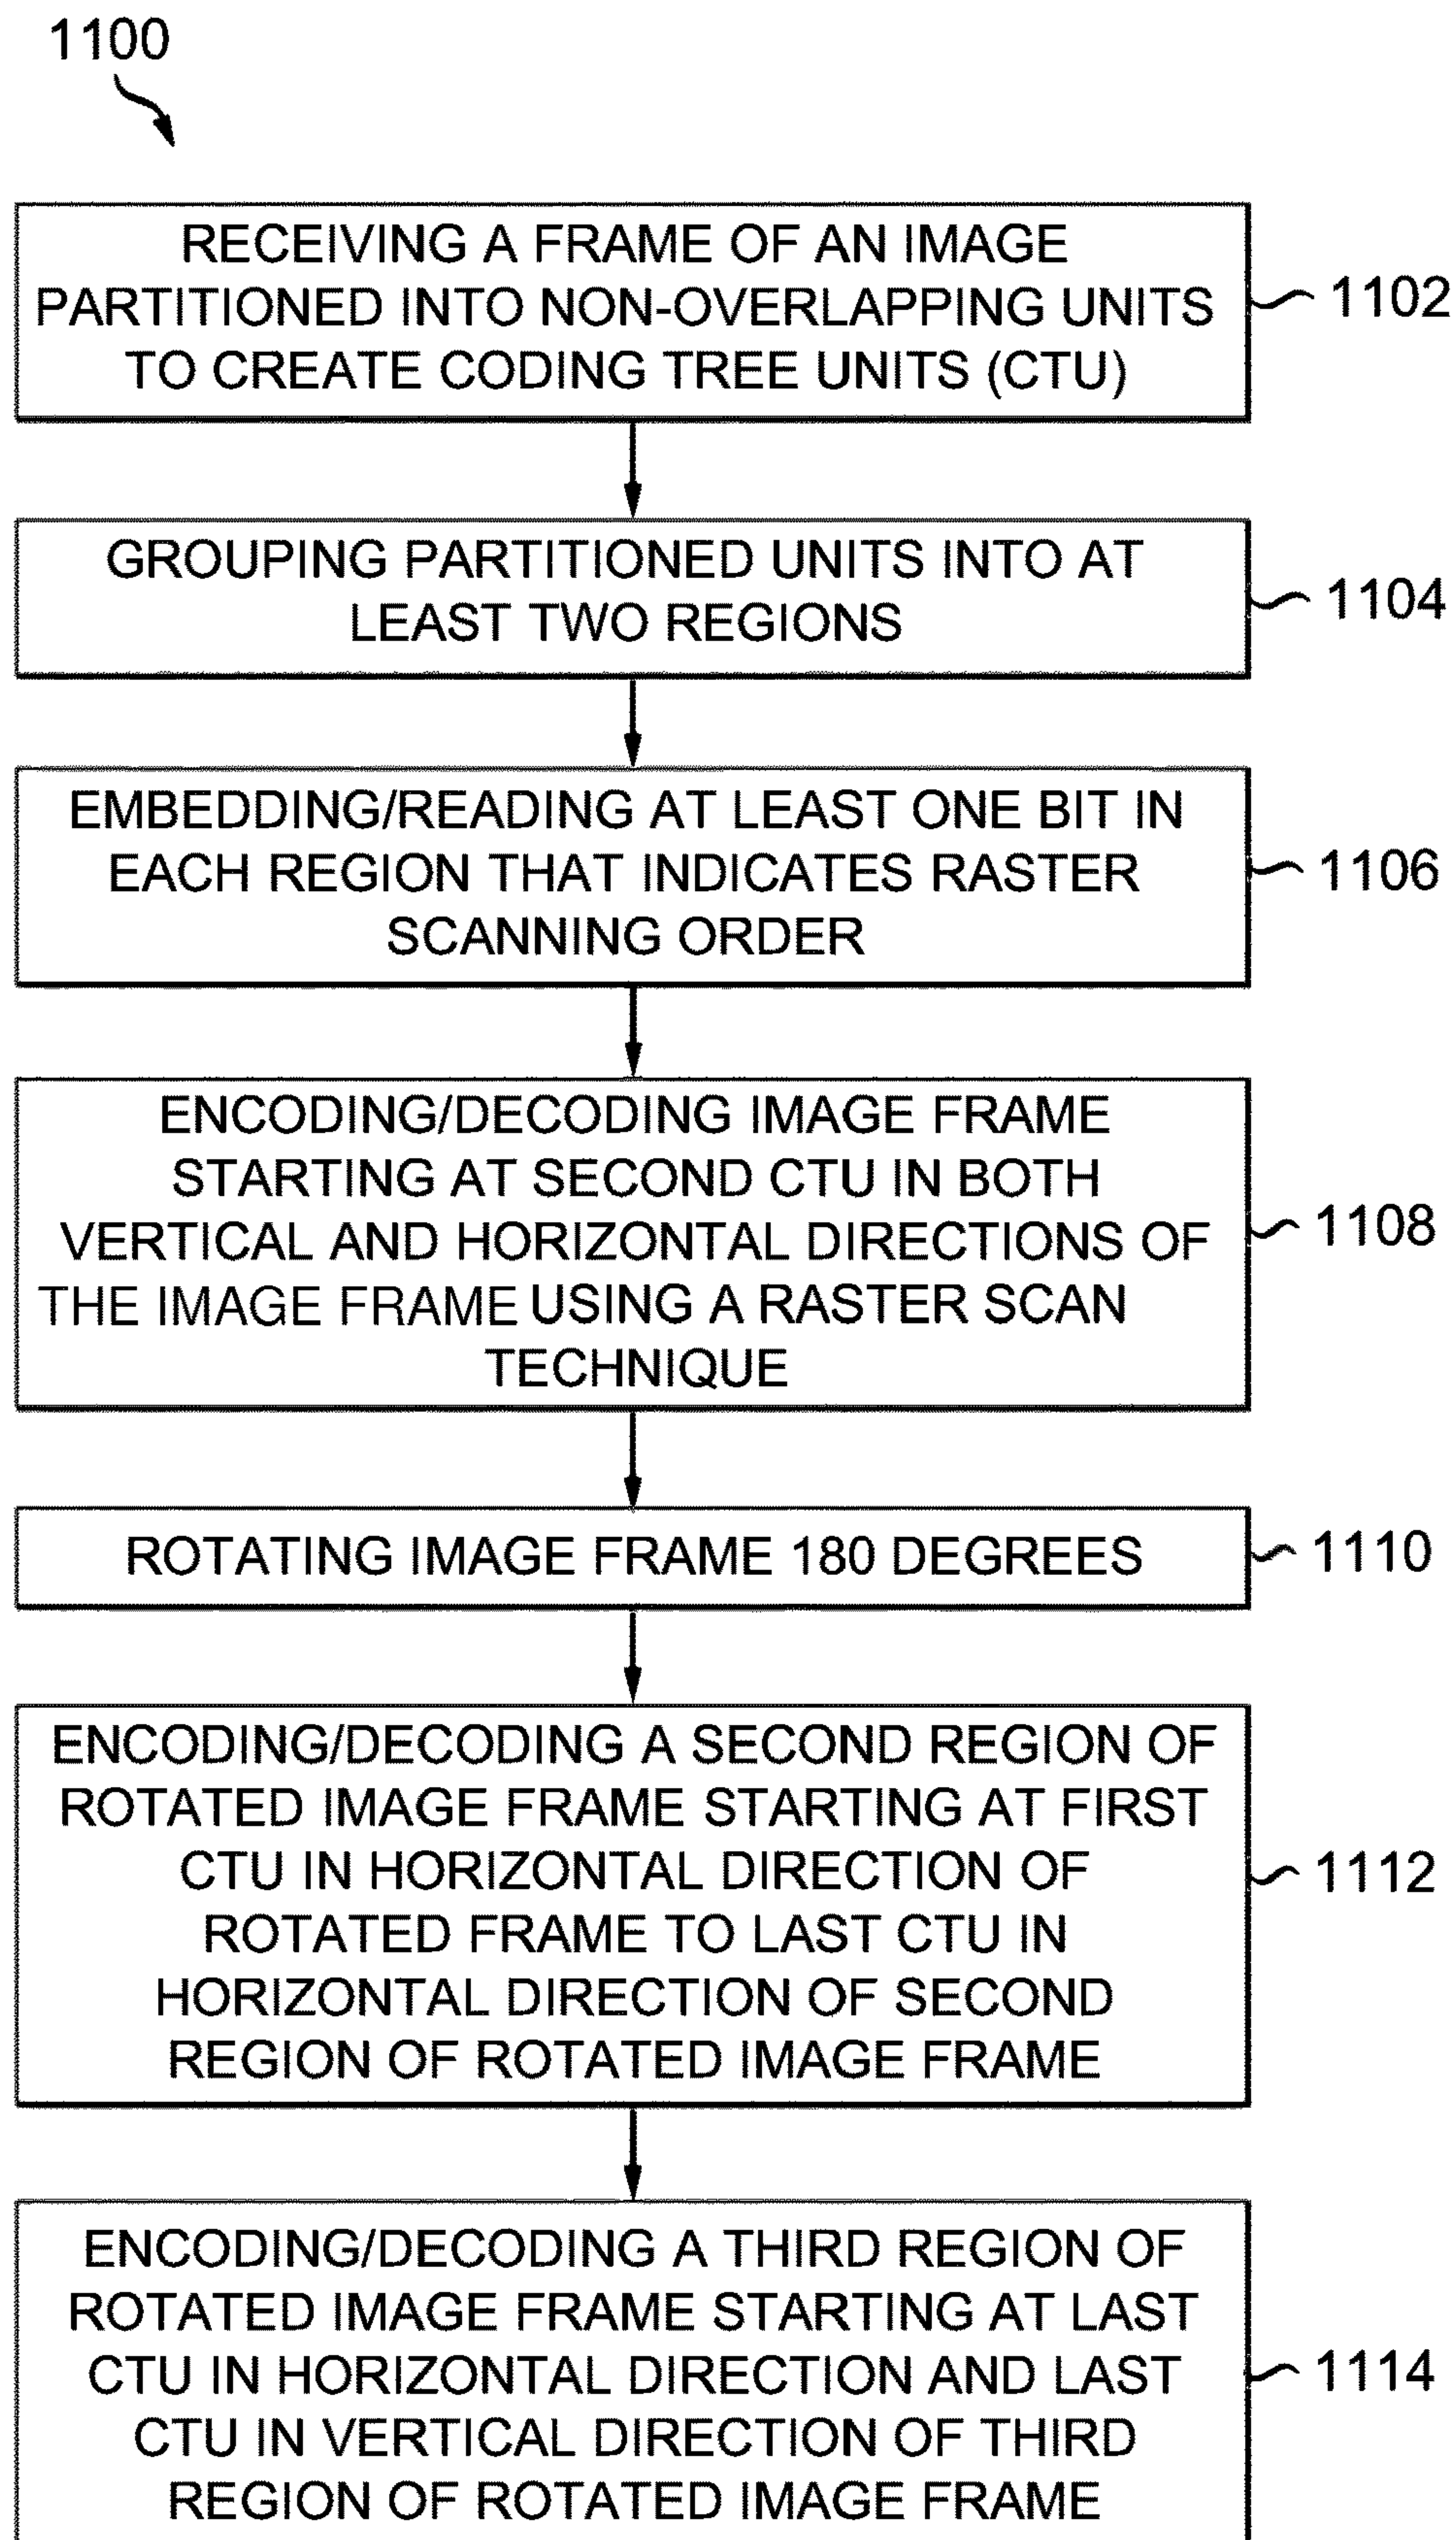 1100
RECEIVING A FRAME OF AN IMAGE
PARTITIONED INTO NON-OVERLAPPING UNITS
TO CREATE CODING TREE UNITS (CTU)
1102
GROUPING PARTITIONED UNITS INTO AT
LEAST TWO REGIONS
1104
EMBEDDING/READING AT LEAST ONE BIT IN
EACH REGION THAT INDICATES RASTER
SCANNING ORDER
1106
ENCODING/DECODING IMAGE FRAME
STARTING AT SECOND CTU IN BOTH
VERTICAL AND HORIZONTAL DIRECTIONS OF
THE IMAGE FRAME USING A RASTER SCAN
TECHNIQUE
1108
ROTATING IMAGE FRAME 180 DEGREES
1110
ENCODING/DECODING A SECOND REGION OF
ROTATED IMAGE FRAME STARTING AT FIRST
CTU IN HORIZONTAL DIRECTION OF
ROTATED FRAME TO LAST CTU IN
HORIZONTAL DIRECTION OF SECOND
REGION OF ROTATED IMAGE FRAME
1112
ENCODING/DECODING A THIRD REGION OF
ROTATED IMAGE FRAME STARTING AT LAST
CTU IN HORIZONTAL DIRECTION AND LAST
CTU IN VERTICAL DIRECTION OF THIRD
REGION OF ROTATED IMAGE FRAME
1114